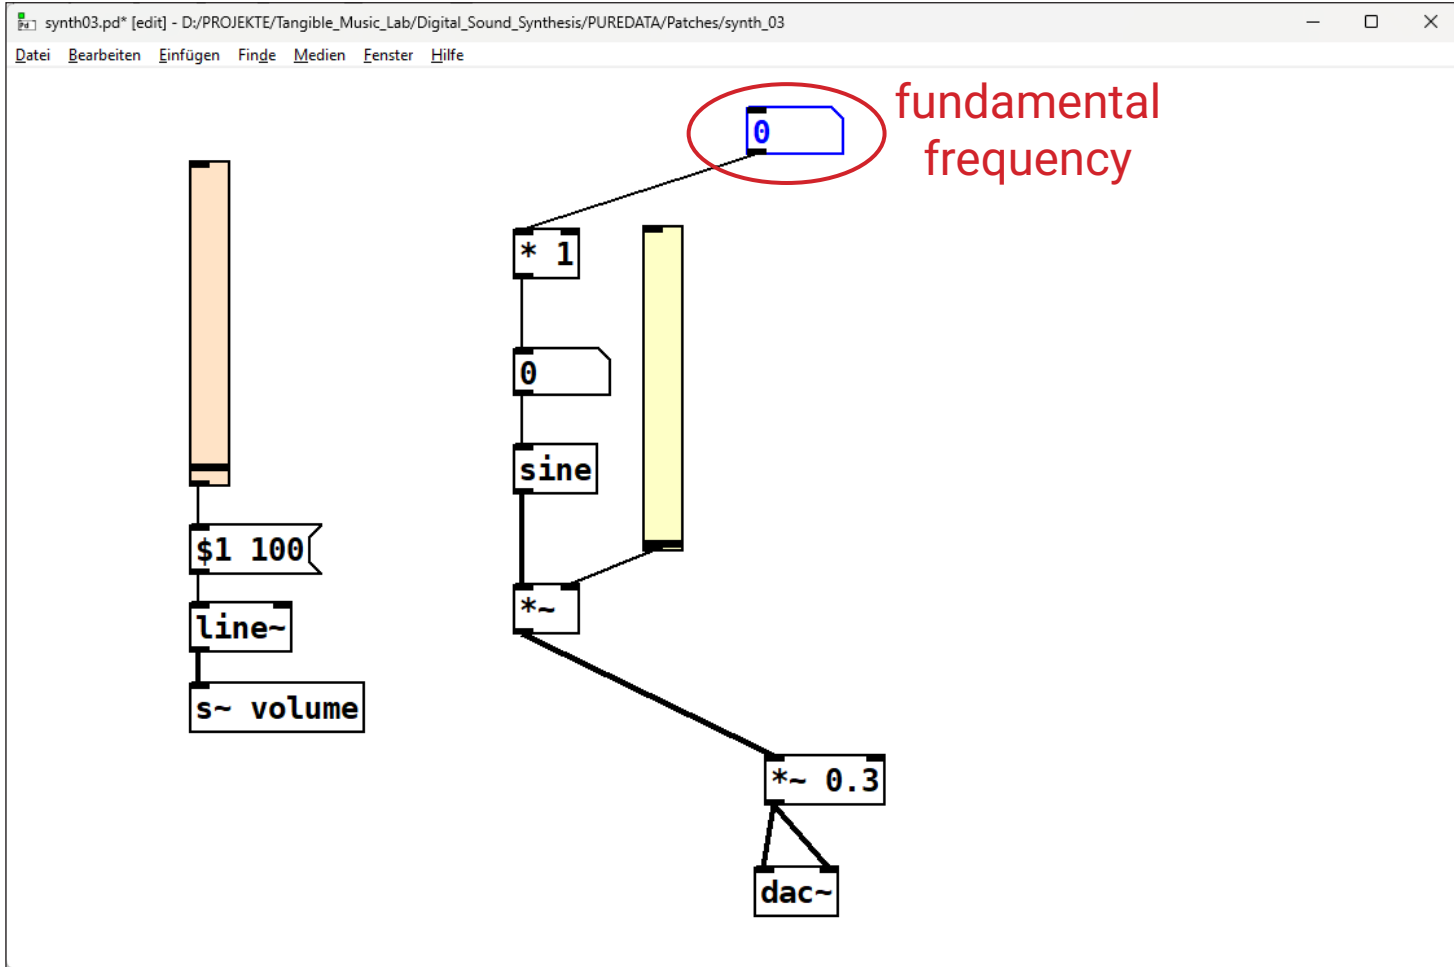 synth03.pd* [edit] - D:/PROJEKTE/Tangible_Music_Lab/Digital_Sound_Synthesis/PUREDATA/Patches/synth_03
Datei Bearbeiten Einfügen Finde Medien Fenster Hilfe
fundamental
frequency
0
* 1
0
sine
$1 100
*~
line~
s~ volume
*~ 0.3
dac~